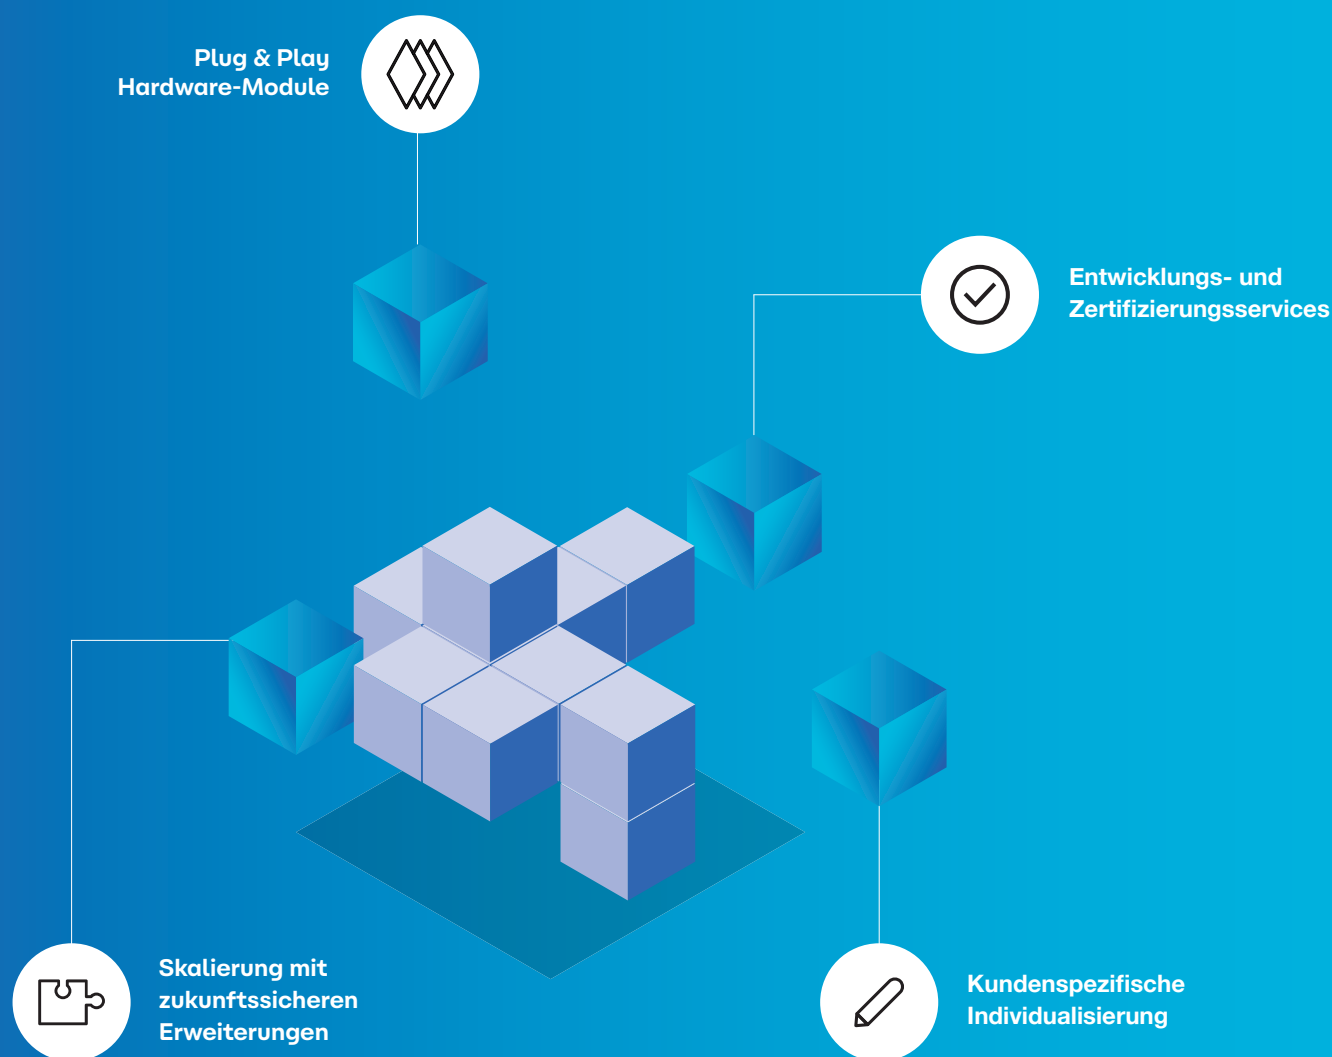 Plug & Play
Hardware-Module
Entwicklungs- und
Zertifizierungsservices
Skalierung mit
zukunftssicheren
Erweiterungen
Kundenspezifische
Individualisierung